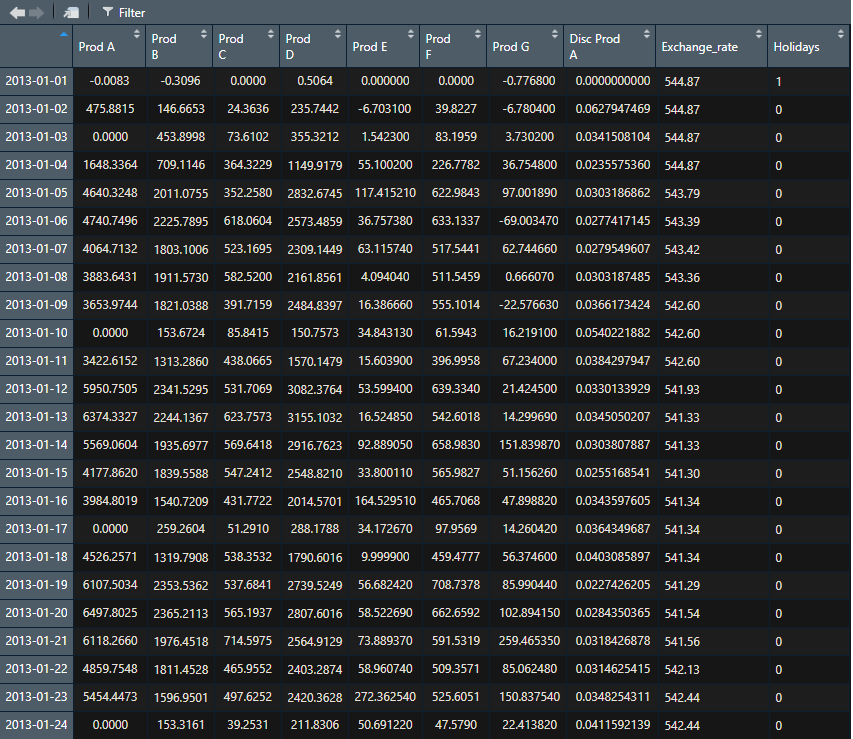 Filter
Prod A Prod B Prod C Prod D Prod E Prod F Prod G Disc Prod A Exchange_rate Holidays
2013-01-01 -0.0083 -0.3096 0.0000 0.5064 0.000000 0.0000 -0.776800 0.0000000000 544.87 1
2013-01-02 475.8815 146.6653 24.3636 235.7442 -6.703100 39.8227 -6.780400 0.0627947469 544.87 0
2013-01-03 0.0000 453.8998 73.6102 355.3212 1.542300 83.1959 3.730200 0.0341508104 544.87 0
2013-01-04 1648.3364 709.1146 364.3229 1149.9179 55.100200 226.7782 36.754800 0.0235575360 544.87 0
2013-01-05 4640.3248 2011.0755 352.2580 2832.6745 117.415210 622.9843 97.001890 0.0303186862 543.79 0
2013-01-06 4740.7496 2225.7895 618.0604 2573.4859 36.757380 633.1337 -69.003470 0.0277417145 543.39 0
2013-01-07 4064.7132 1803.1006 523.1695 2309.1449 63.115740 517.5441 62.744660 0.0279549607 543.42 0
2013-01-08 3883.6431 1911.5730 582.5200 2161.8561 4.094040 511.5459 0.666070 0.0303187485 543.36 0
2013-01-09 3653.9744 1821.0388 391.7159 2484.8397 16.386660 555.1014 -22.576630 0.0366173424 542.60 0
2013-01-10 0.0000 153.6724 85.8415 150.7573 34.843130 61.5943 16.219100 0.0540221882 542.60 0
2013-01-11 3422.6152 1313.2860 438.0665 1570.1479 15.603900 396.9958 67.234000 0.0384297947 542.60 0
2013-01-12 5950.7505 2341.5295 531.7069 3082.3764 53.599400 639.3340 21.424500 0.0330133929 541.93 0
2013-01-13 6374.3327 2244.1367 623.7573 3155.1032 16.524850 542.6018 14.299690 0.0345050207 541.33 0
2013-01-14 5569.0604 1935.6977 569.6418 2916.7623 92.889050 658.9830 151.839870 0.0303807887 541.33 0
2013-01-15 4177.8620 1839.5588 547.2412 2548.8210 33.800110 565.9827 51.156260 0.0255168541 541.30 0
2013-01-16 3984.8019 1540.7209 431.7722 2014.5701 164.529510 465.7068 47.898820 0.0343597605 541.34 0
2013-01-17 0.0000 259.2604 51.2910 288.1788 34.172670 97.9569 14.260420 0.0364349687 541.34 0
2013-01-18 4526.2571 1319.7908 538.3532 1790.6016 9.999900 459.4777 56.374600 0.0403085897 541.34 0
2013-01-19 6107.5034 2353.5362 537.6841 2739.5249 56.682420 708.7378 85.990440 0.0227426205 541.29 0
2013-01-20 6497.8025 2365.2113 565.1937 2807.6016 58.522690 662.6592 102.894150 0.0284350365 541.54 0
2013-01-21 6118.2660 1976.4518 714.5975 2564.9129 73.889370 591.5319 259.465350 0.0318426878 541.56 0
2013-01-22 4859.7548 1811.4528 465.9552 2403.2874 58.960740 509.3571 85.062480 0.0314625415 542.13 0
2013-01-23 5454.4473 1596.9501 497.6252 2420.3628 272.362540 525.6051 150.837540 0.0348254311 542.44 0
2013-01-24 0.0000 153.3161 39.2531 211.8306 50.691220 47.5790 22.413820 0.0411592139 542.44 0